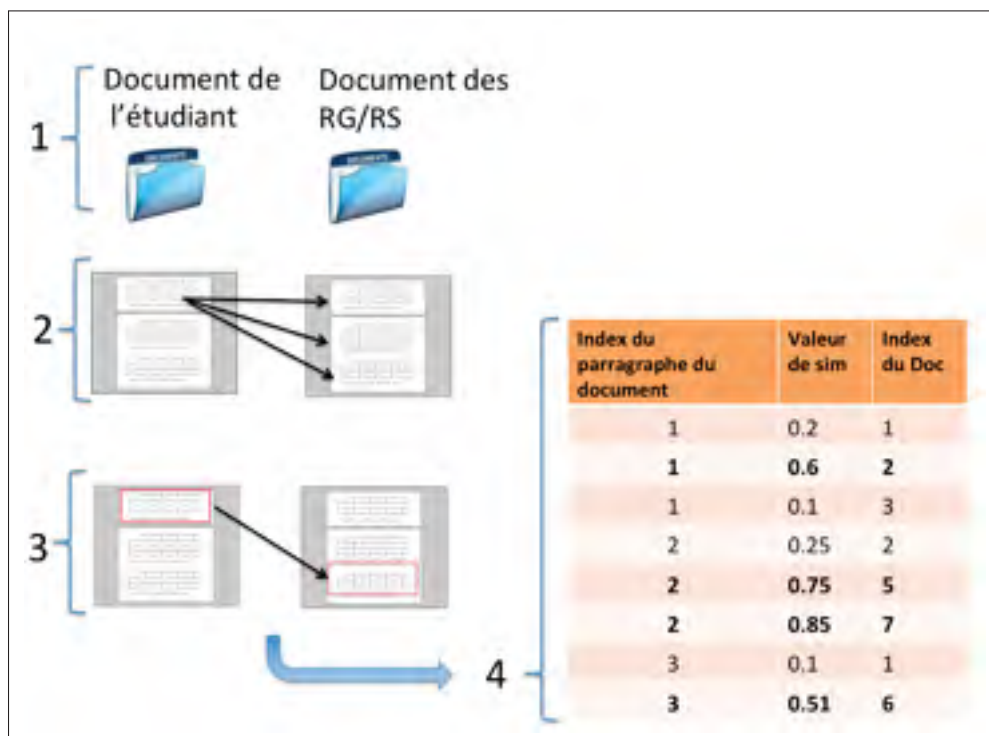 1
Document de
l'étudiant
Document des
RG/RS
2
3
4
Index du
parragraphe du
document
Valeur
de sim
Index
du Doc
1 0.2 1
1 0.6 2
1 0.1 3
2 0.25 2
2 0.75 5
2 0.85 7
3 0.1 1
3 0.51 6